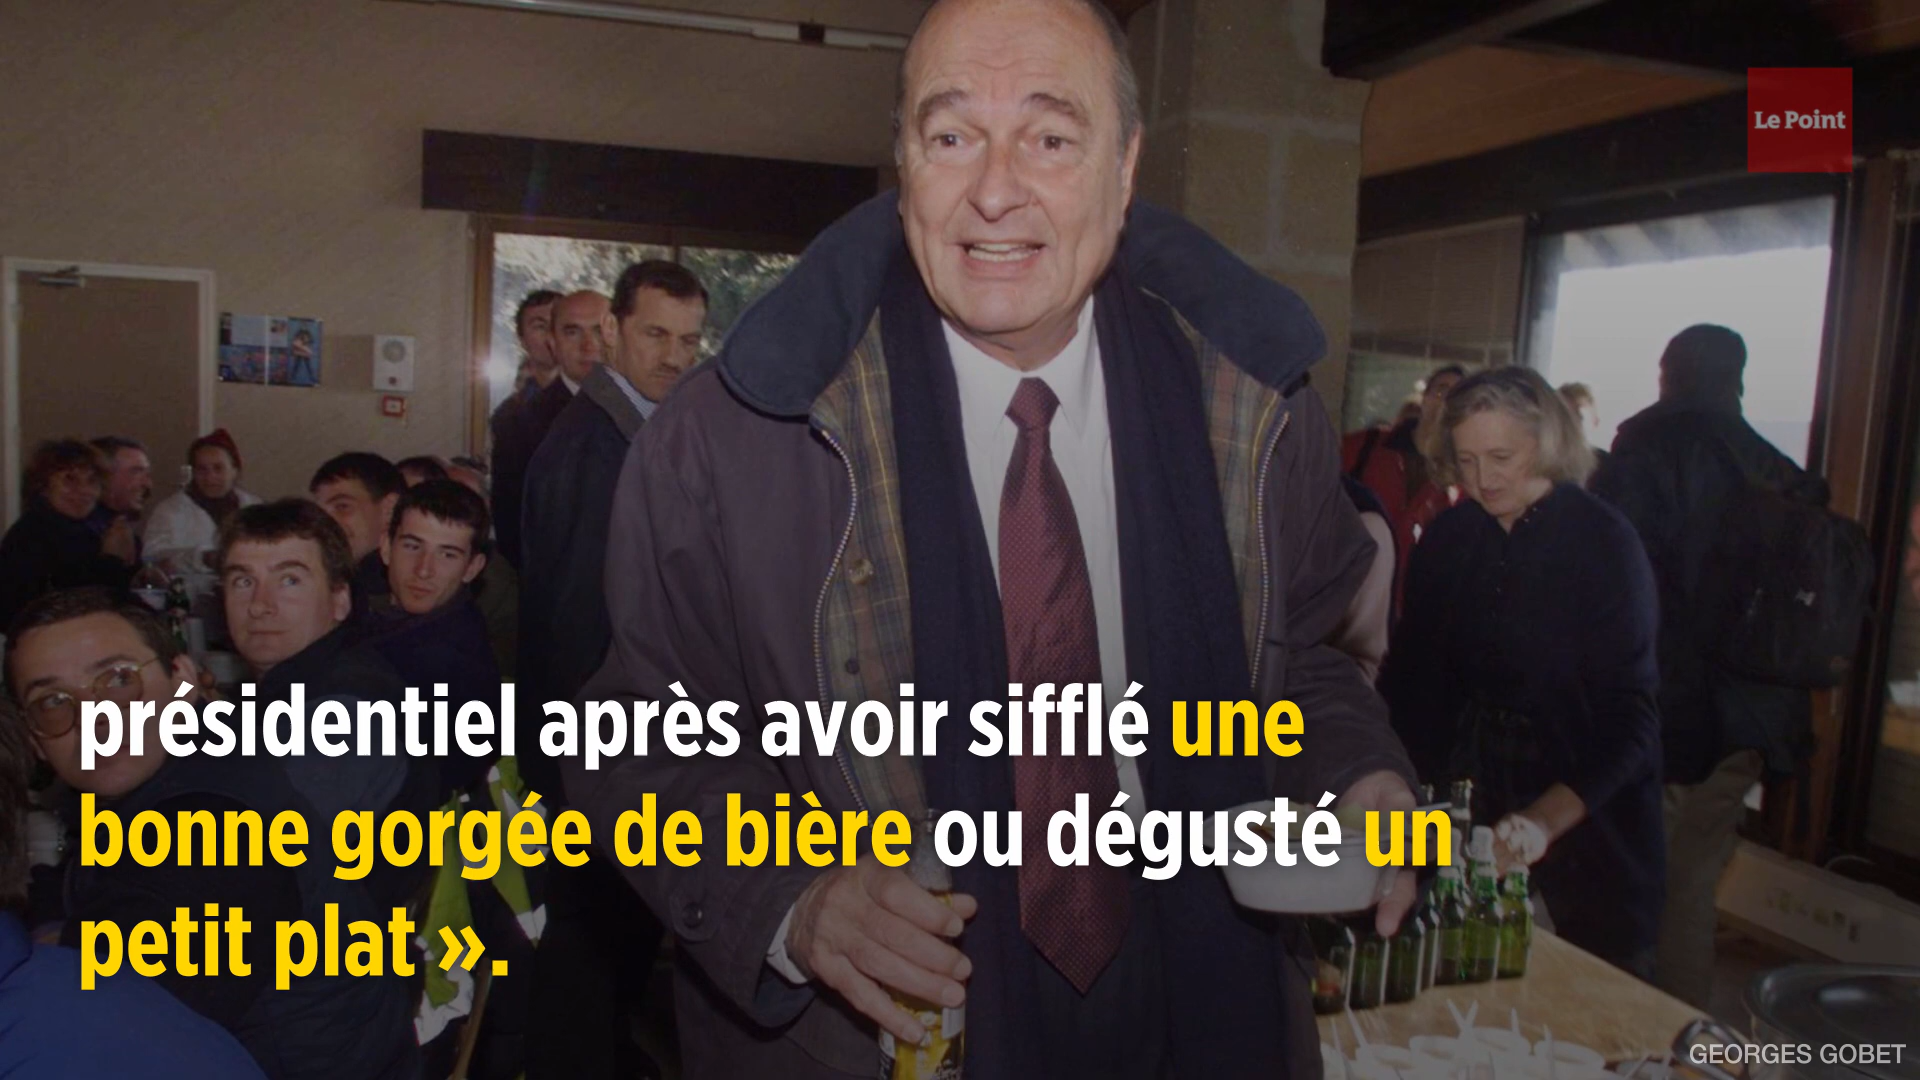 Le Point
présidentiel après avoir sifflé une
bonne gorgée de bière ou dégusté un
petit plat ».
GEORGES GOBET